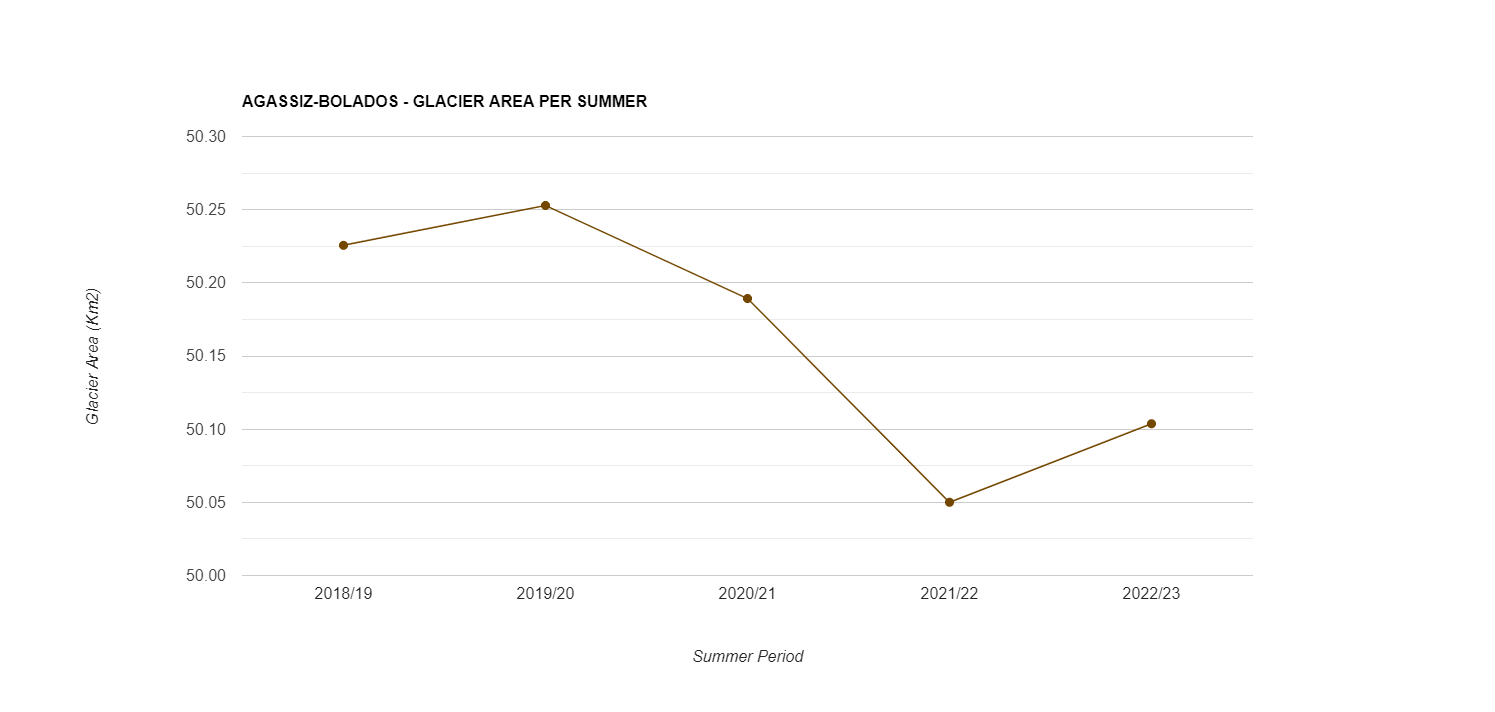 AGASSIZ-BOLADOS - GLACIER AREA PER SUMMER
50.30
50.25
50.20
50.15
50.10
50.05
50.00
Glacier Area (Km2)
2018/19 2019/20 2020/21 2021/22 2022/23
Summer Period